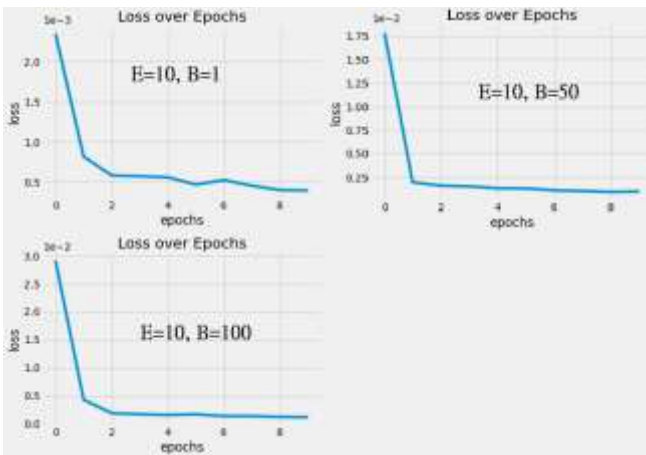 Loss over Epochs
1e-3
E=10, B=1
2.0
1.5
1.0
0.5
loss
0 2 4 6 8
epochs
Loss over Epochs
1e-2
E=10, B=50
1.75
1.50
1.25
1.00
0.75
0.50
0.25
loss
0 2 4 6 8
epochs
Loss over Epochs
1e-2
E=10, B=100
3.0
2.5
2.0
1.5
1.0
0.5
0.0
loss
0 2 4 6 8
epochs